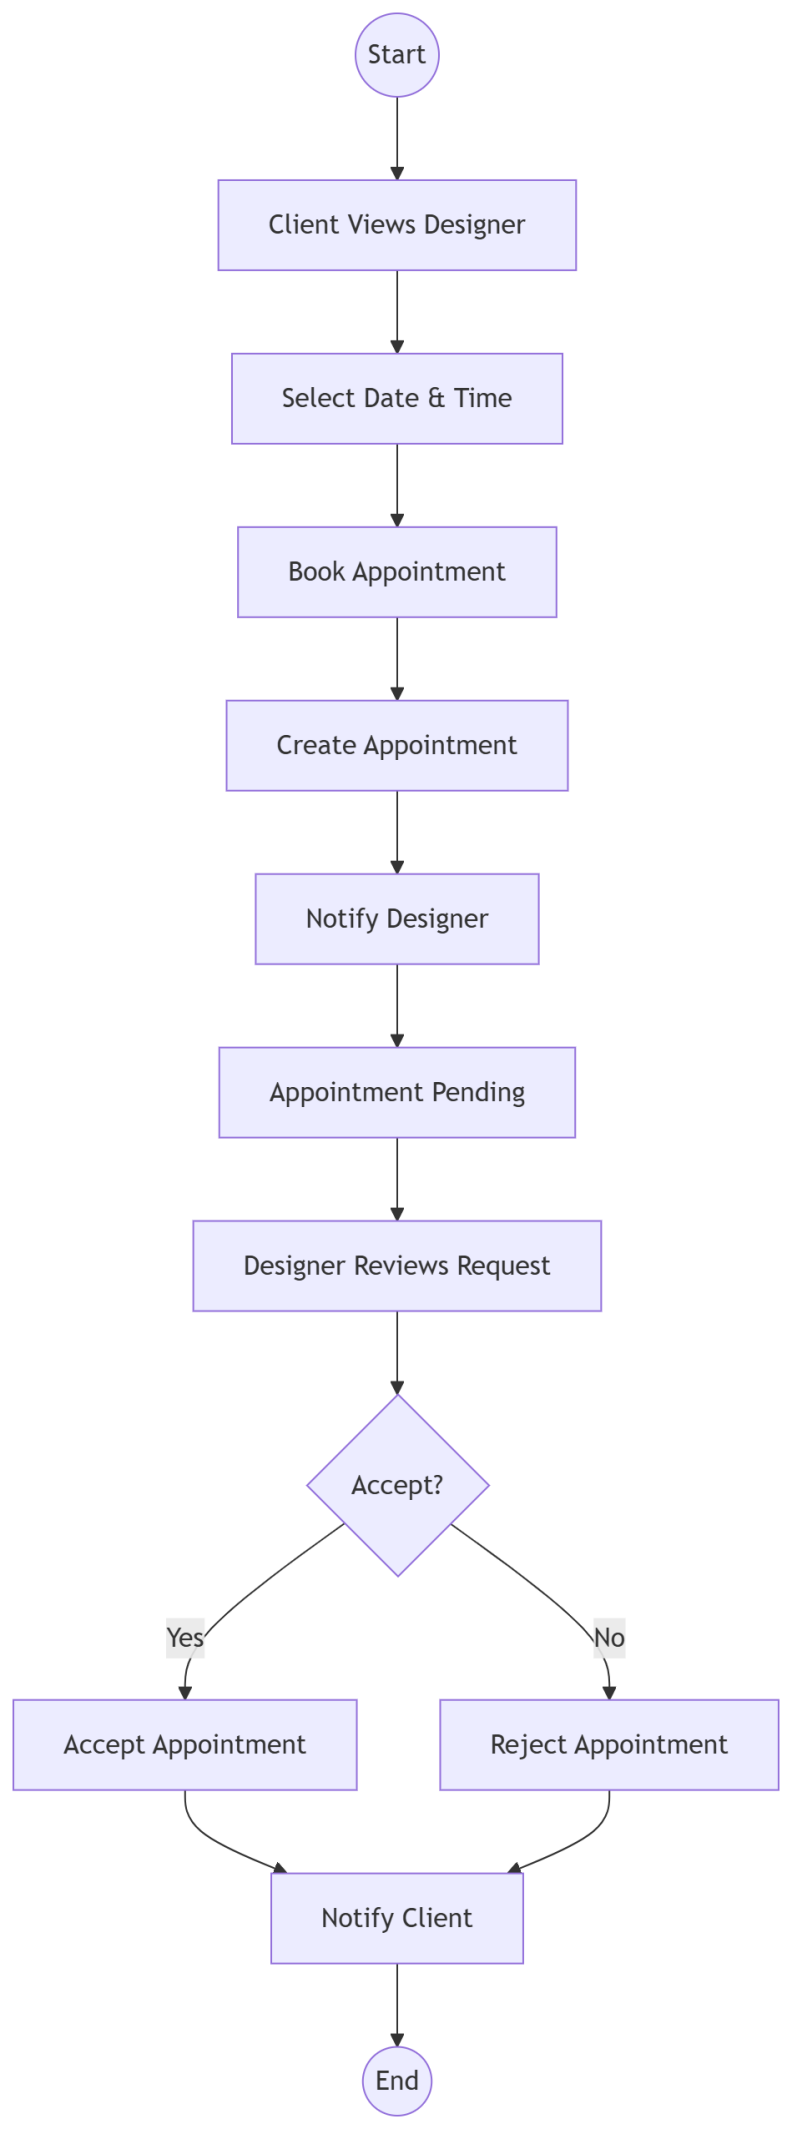 Start
Client Views Designer
Select Date & Time
Book Appointment
Create Appointment
Notify Designer
Appointment Pending
Designer Reviews Request
Accept?
Yes
No
Accept Appointment
Reject Appointment
Notify Client
End